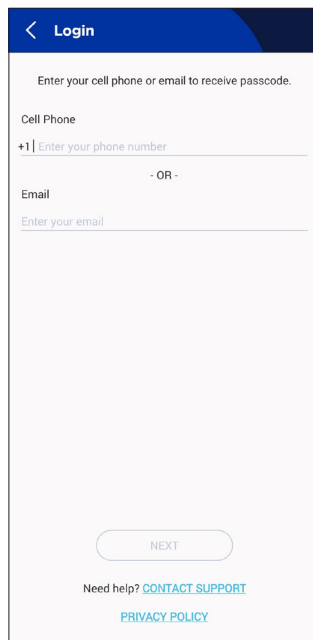 Login
Enter your cell phone or email to receive passcode.
Cell Phone
+1 Enter your phone number
- OR -
Email
Enter your email
NEXT
Need help? CONTACT SUPPORT
PRIVACY POLICY